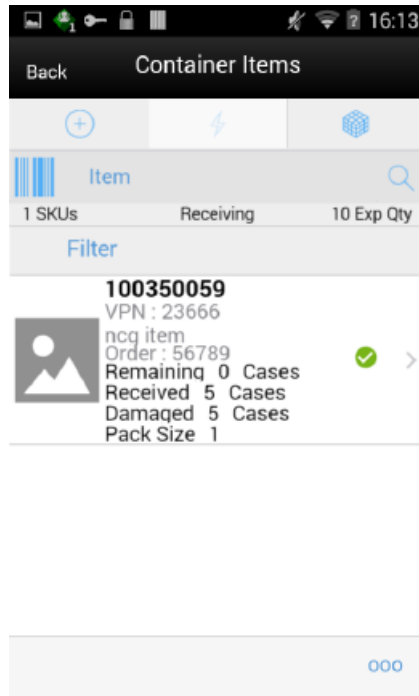 16:13
Back Container Items
Item
1 SKUs Receiving 10 Exp Qty
Filter
100350059
VPN : 23666
ncq item
Order : 56789
Remaining 0 Cases
Received 5 Cases
Damaged 5 Cases
Pack Size 1